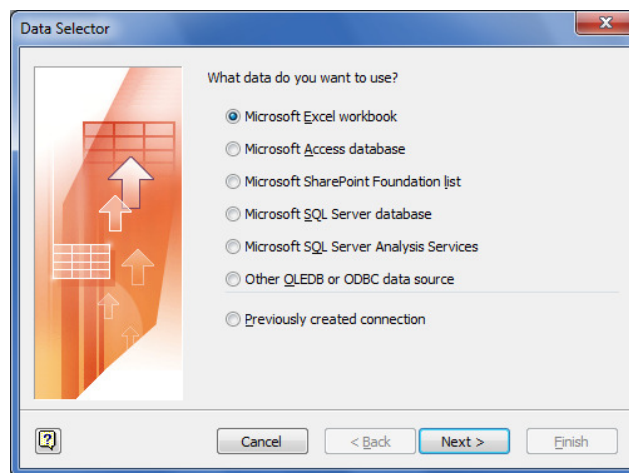 Data Selector
What data do you want to use?
Microsoft Excel workbook
Microsoft Access database
Microsoft SharePoint Foundation list
Microsoft SQL Server database
Microsoft SQL Server Analysis Services
Other OLEDB or ODBC data source
Previously created connection
Cancel
< Back
Next >
Finish